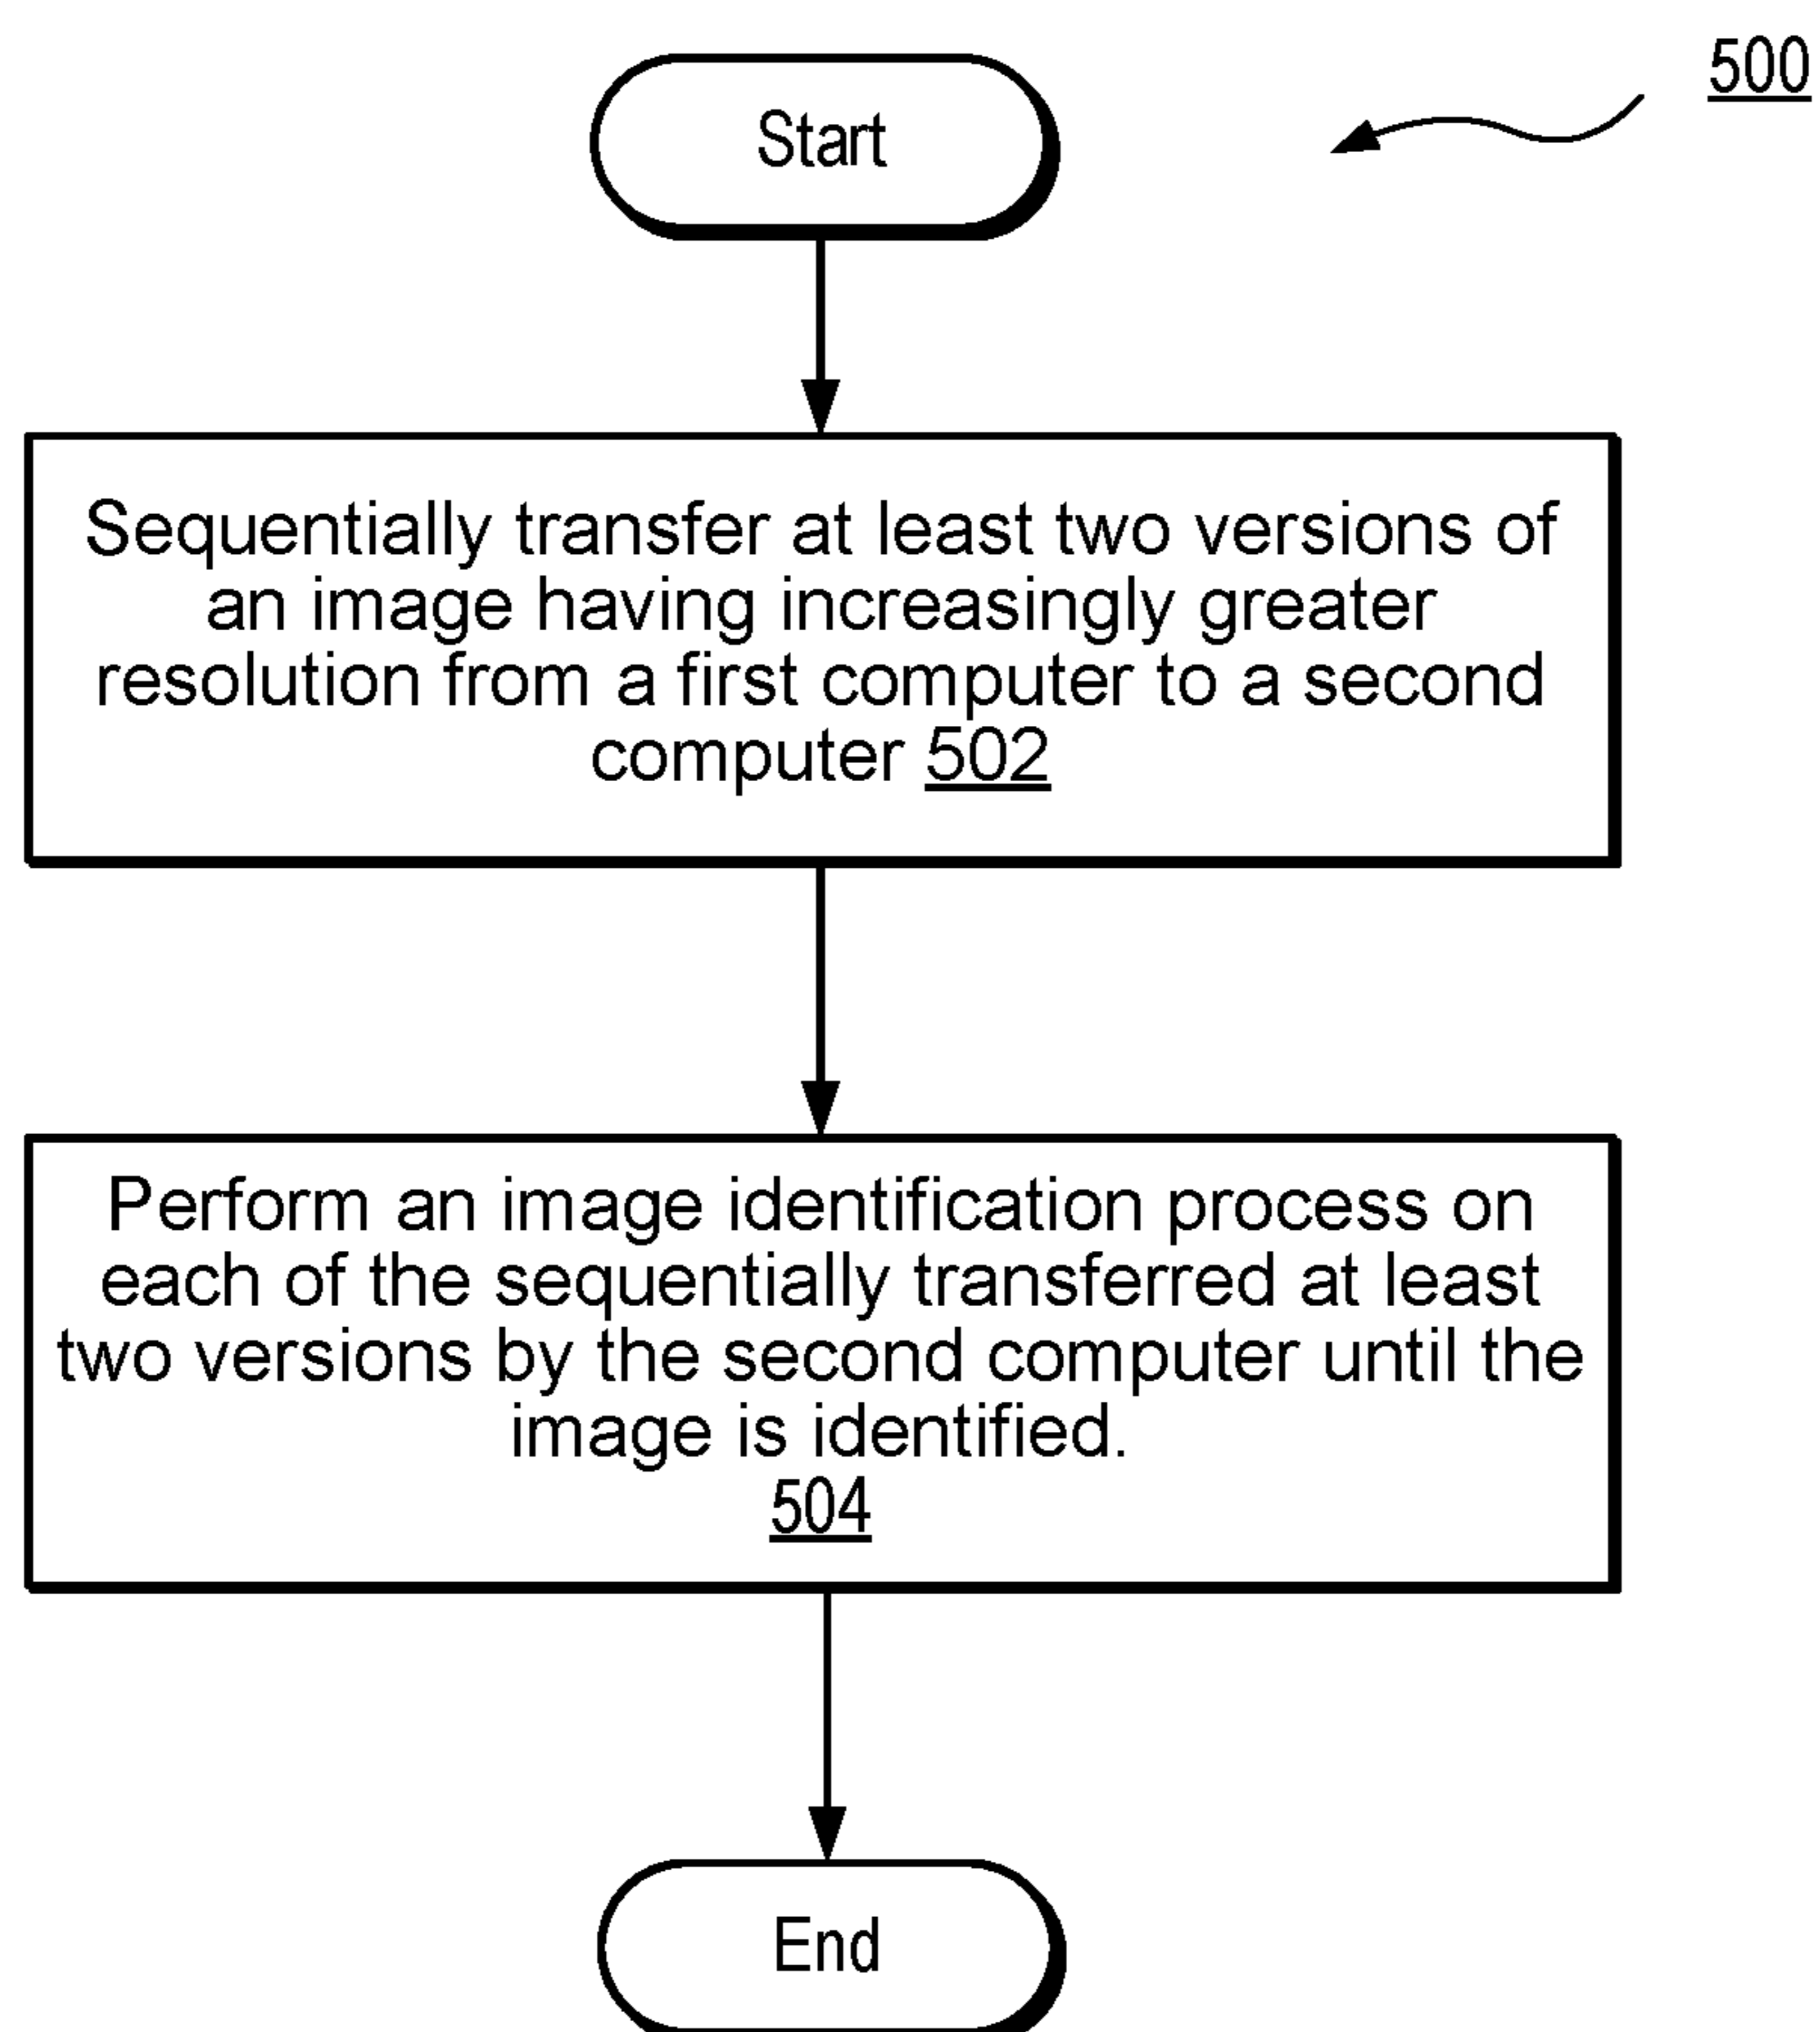 500
Start
Sequentially transfer at least two versions of
an image having increasingly greater
resolution from a first computer to a second
computer 502
Perform an image identification process on
each of the sequentially transferred at least
two versions by the second computer until the
image is identified.
504
End